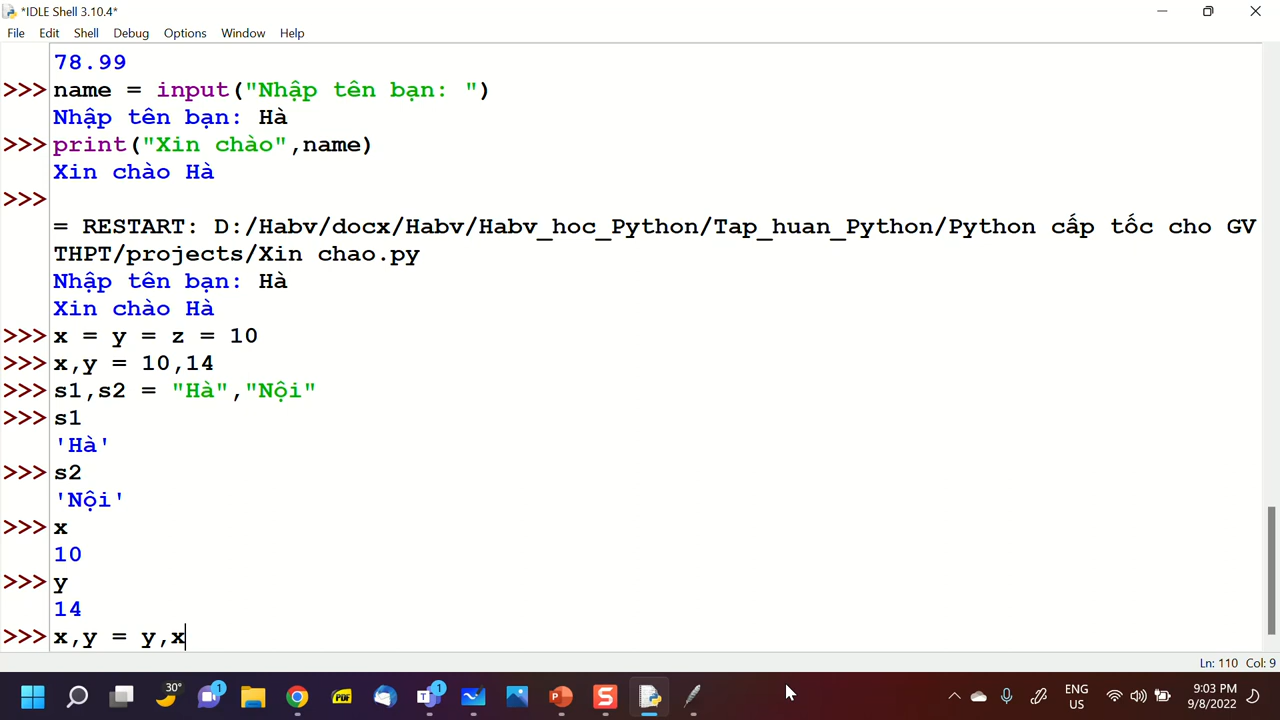 *IDLE Shell 3.10.4*
File Edit Shell Debug Options Window Help
78.99
>>> name = input("Nhập tên bạn: ")
Nhập tên bạn: Hà
>>> print("Xin chào",name)
Xin chào Hà
>>>
= RESTART: D:/Habv/docx/Habv/Habv_hoc_Python/Tap_huan_Python/Python cấp tốc cho GV
THPT/projects/Xin chao.py
Nhập tên bạn: Hà
Xin chào Hà
>>> x = y = z = 10
>>> x,y = 10,14
>>> s1,s2 = "Hà","Nội"
>>> s1
'Hà'
>>> s2
'Nội'
>>> x
10
>>> y
14
>>> x,y = y,x
Ln: 110 Col: 9
30°
1
PDF
T 1
P
S
ENG
US
9:03 PM
9/8/2022